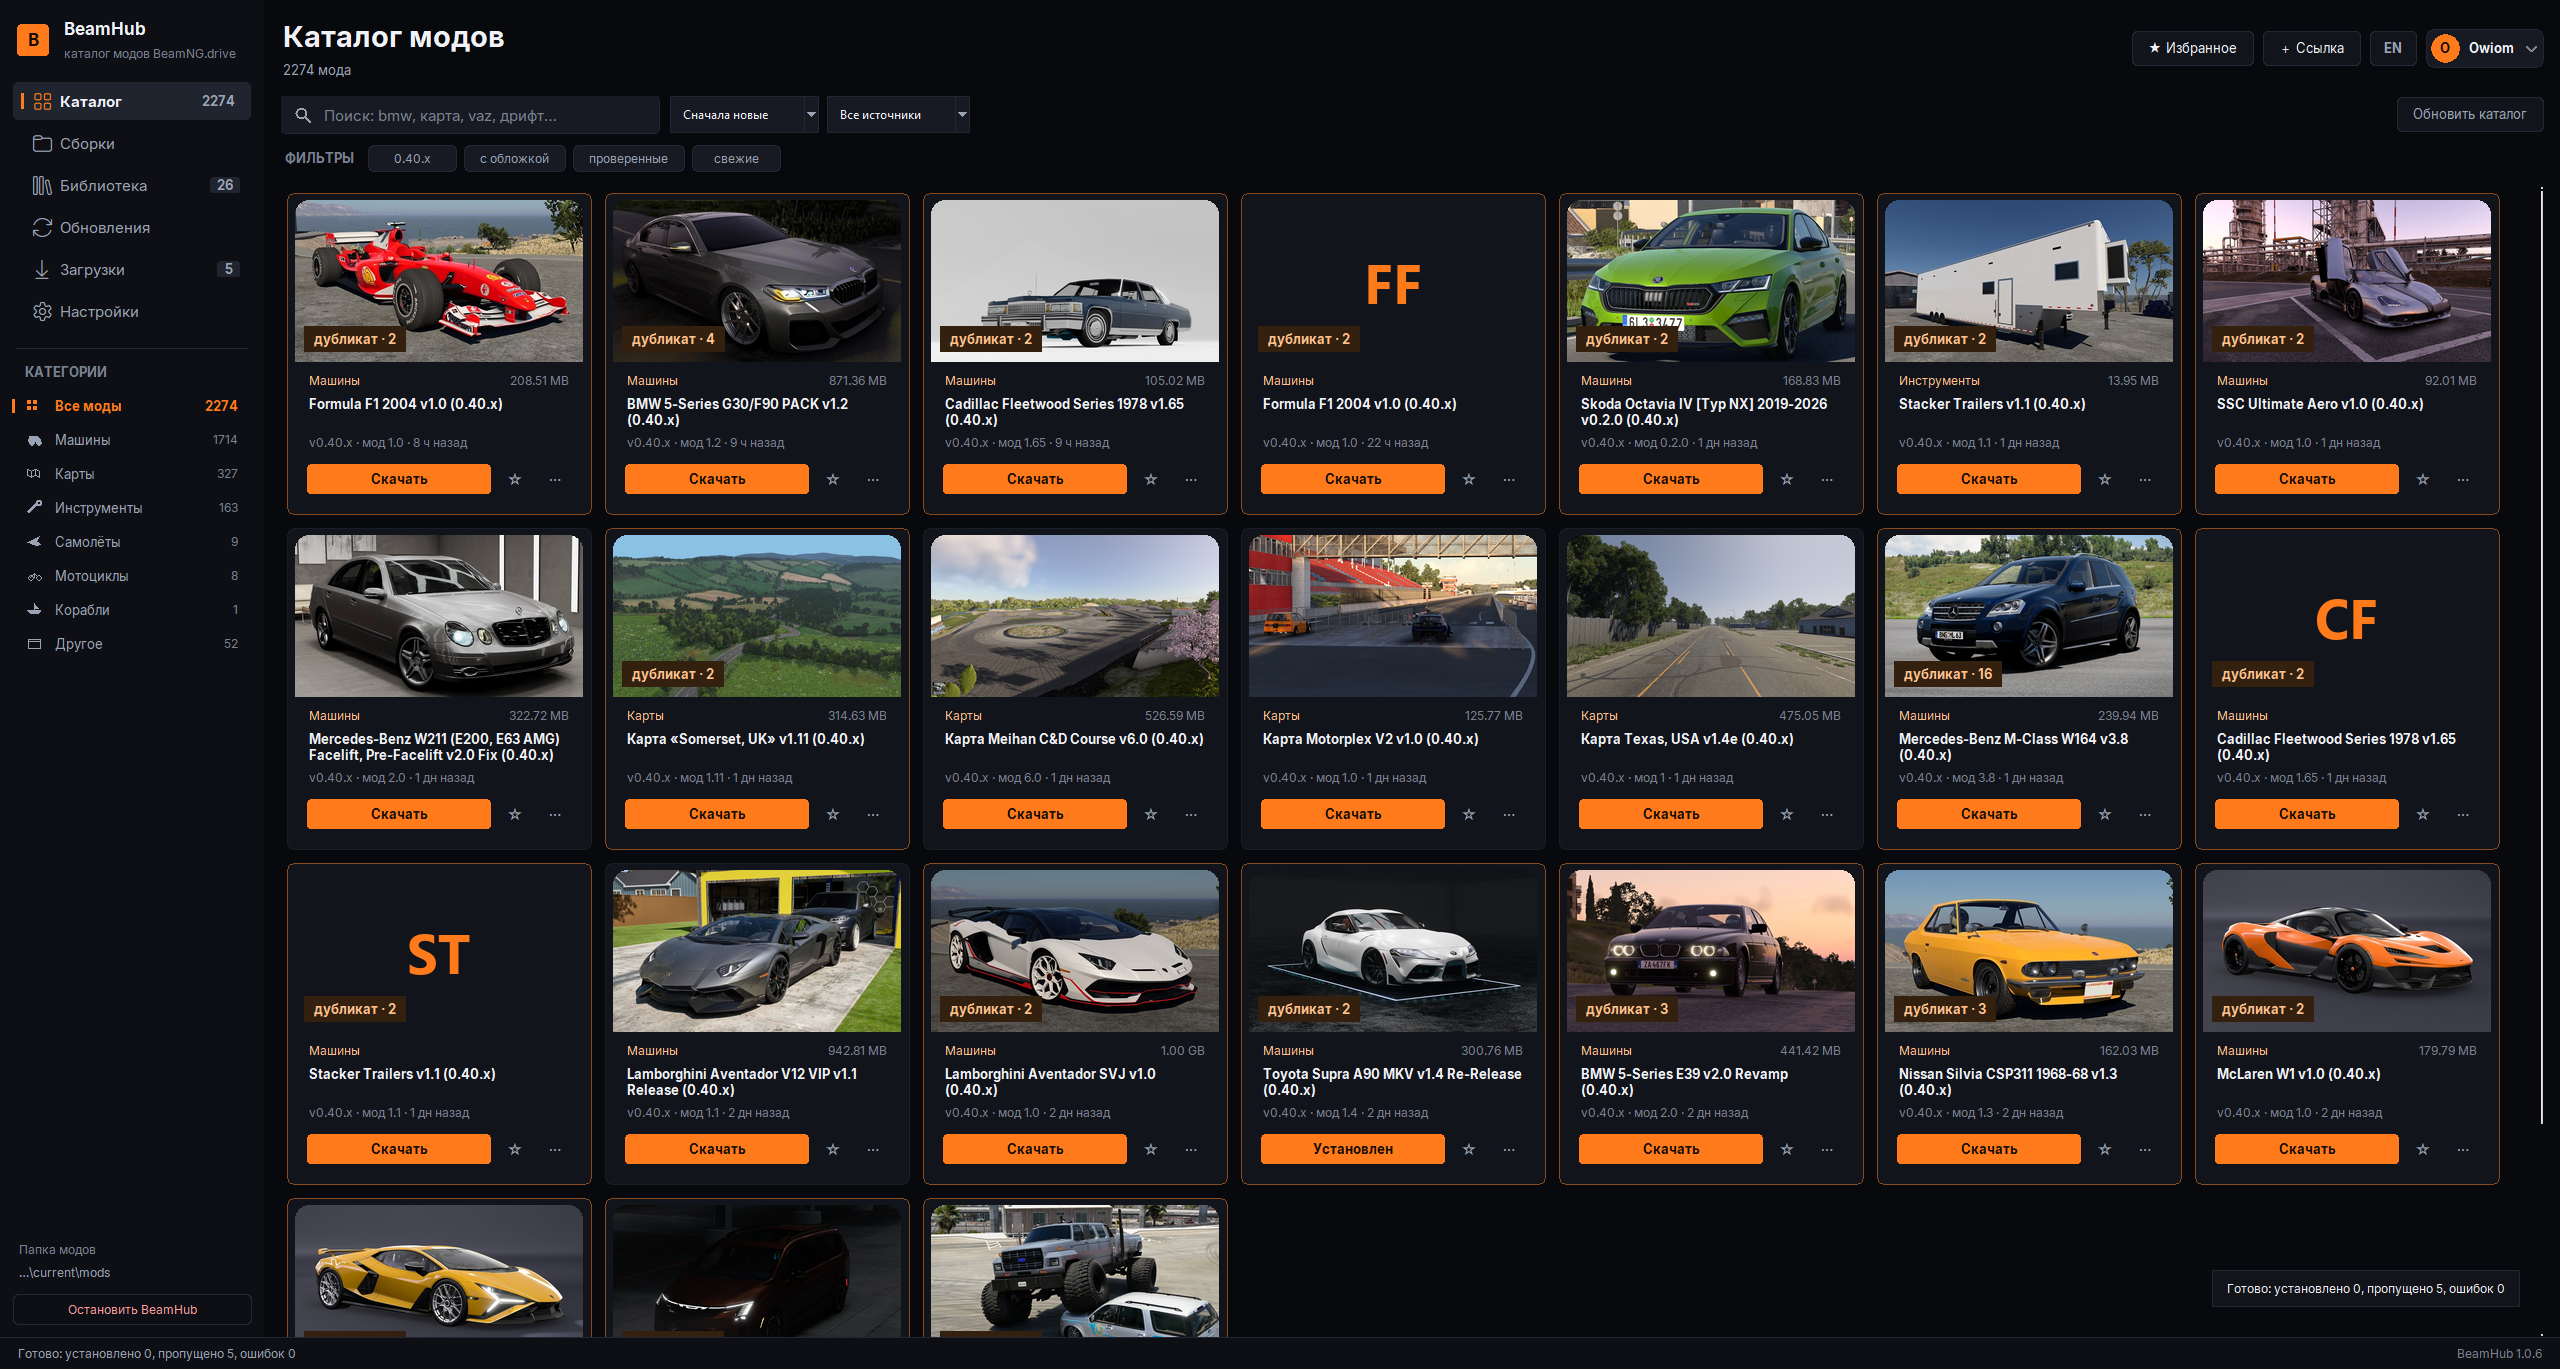 B
BeamHub
каталог модов BeamNG.drive
Каталог 2274
Сборки
Библиотека 26
Обновления
Загрузки 5
Настройки
КАТЕГОРИИ
Все моды 2274
Машины 1714
Карты 327
Инструменты 163
Самолёты 9
Мотоциклы 8
Корабли 1
Другое 52
Папка модов
...\current\mods
Остановить BeamHub
Каталог модов
2274 мода
★ Избранное
+ Ссылка
EN
O Owiom
Поиск: bmw, карта, vaz, дрифт...
Сначала новые
Все источники
Обновить каталог
ФИЛЬТРЫ
0.40.x
с обложкой
проверенные
свежие
дубликат · 2
Машины 208.51 MB
Formula F1 2004 v1.0 (0.40.x)
v0.40.x · мод 1.0 · 8 ч назад
Скачать
дубликат · 4
Машины 871.36 MB
BMW 5-Series G30/F90 PACK v1.2
(0.40.x)
v0.40.x · мод 1.2 · 9 ч назад
Скачать
дубликат · 2
Машины 105.02 MB
Cadillac Fleetwood Series 1978 v1.65
(0.40.x)
v0.40.x · мод 1.65 · 9 ч назад
Скачать
FF
дубликат · 2
Машины
Formula F1 2004 v1.0 (0.40.x)
v0.40.x · мод 1.0 · 22 ч назад
Скачать
6L3 3477
дубликат · 2
Машины 168.83 MB
Skoda Octavia IV [Typ NX] 2019-2026
v0.2.0 (0.40.x)
v0.40.x · мод 0.2.0 · 1 дн назад
Скачать
дубликат · 2
Инструменты 13.95 MB
Stacker Trailers v1.1 (0.40.x)
v0.40.x · мод 1.1 · 1 дн назад
Скачать
дубликат · 2
Машины 92.01 MB
SSC Ultimate Aero v1.0 (0.40.x)
v0.40.x · мод 1.0 · 1 дн назад
Скачать
Машины 322.72 MB
Mercedes-Benz W211 (E200, E63 AMG)
Facelift, Pre-Facelift v2.0 Fix (0.40.x)
v0.40.x · мод 2.0 · 1 дн назад
Скачать
дубликат · 2
Карты 314.63 MB
Карта «Somerset, UK» v1.11 (0.40.x)
v0.40.x · мод 1.11 · 1 дн назад
Скачать
Карты 526.59 MB
Карта Meihan C&D Course v6.0 (0.40.x)
v0.40.x · мод 6.0 · 1 дн назад
Скачать
Карты 125.77 MB
Карта Motorplex V2 v1.0 (0.40.x)
v0.40.x · мод 1.0 · 1 дн назад
Скачать
Карты 475.05 MB
Карта Texas, USA v1.4e (0.40.x)
v0.40.x · мод 1 · 1 дн назад
Скачать
дубликат · 16
Машины 239.94 MB
Mercedes-Benz M-Class W164 v3.8
(0.40.x)
v0.40.x · мод 3.8 · 1 дн назад
Скачать
CF
дубликат · 2
Машины
Cadillac Fleetwood Series 1978 v1.65
(0.40.x)
v0.40.x · мод 1.65 · 1 дн назад
Скачать
ST
дубликат · 2
Машины
Stacker Trailers v1.1 (0.40.x)
v0.40.x · мод 1.1 · 1 дн назад
Скачать
Машины 942.81 MB
Lamborghini Aventador V12 VIP v1.1
Release (0.40.x)
v0.40.x · мод 1.1 · 2 дн назад
Скачать
дубликат · 2
Машины 1.00 GB
Lamborghini Aventador SVJ v1.0
(0.40.x)
v0.40.x · мод 1.0 · 2 дн назад
Скачать
дубликат · 2
Машины 300.76 MB
Toyota Supra A90 MKV v1.4 Re-Release
(0.40.x)
v0.40.x · мод 1.4 · 2 дн назад
Установлен
дубликат · 3
Машины 441.42 MB
BMW 5-Series E39 v2.0 Revamp
(0.40.x)
v0.40.x · мод 2.0 · 2 дн назад
Скачать
дубликат · 3
Машины 162.03 MB
Nissan Silvia CSP311 1968-68 v1.3
(0.40.x)
v0.40.x · мод 1.3 · 2 дн назад
Скачать
дубликат · 2
Машины 179.79 MB
McLaren W1 v1.0 (0.40.x)
v0.40.x · мод 1.0 · 2 дн назад
Скачать
Готово: установлено 0, пропущено 5, ошибок 0
Готово: установлено 0, пропущено 5, ошибок 0
BeamHub 1.0.6